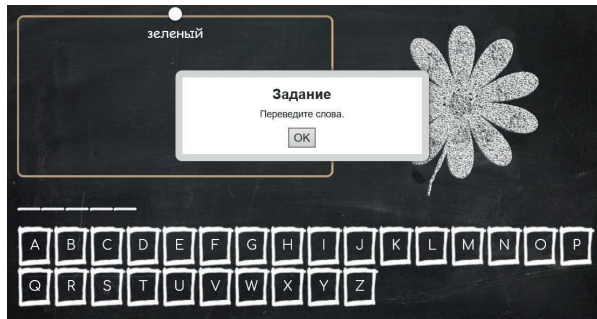 зеленый
Задание
Переведите слова.
OK
A B C D E F G H I J K L M N O P
Q R S T U V W X Y Z